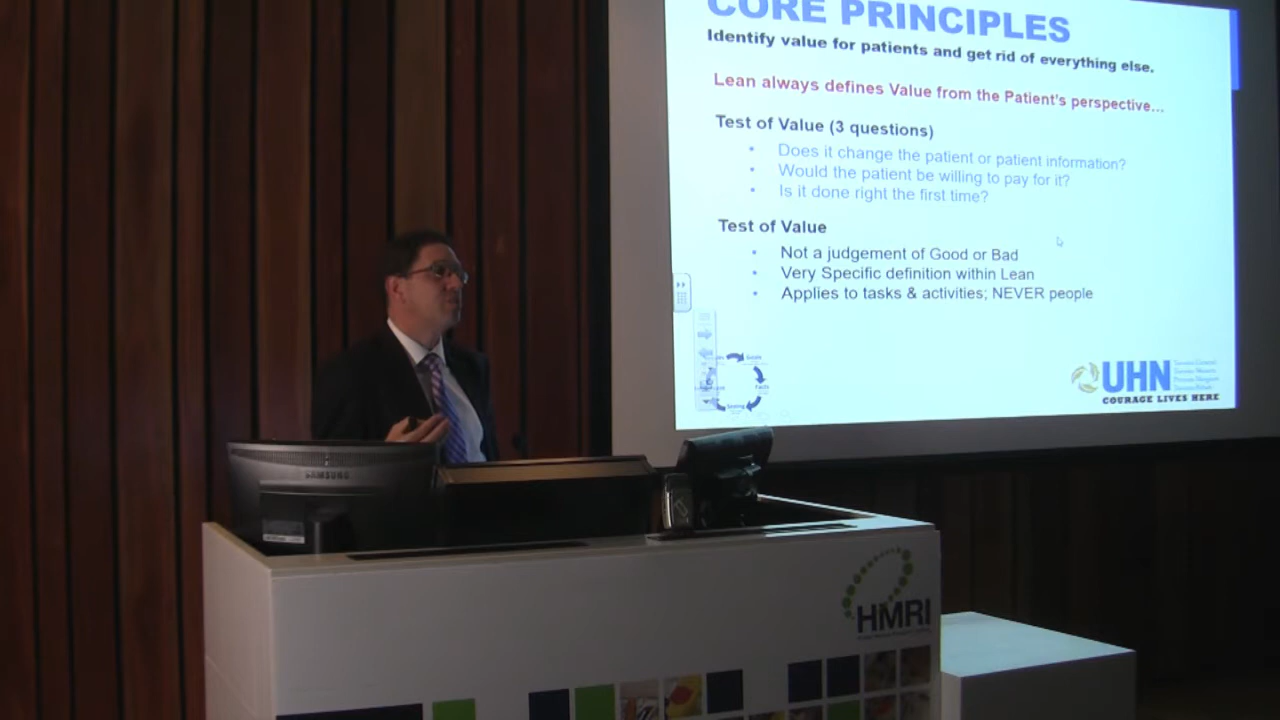 CORE PRINCIPLES
Identify value for patients and get rid of everything else.
Lean always defines Value from the Patient's perspective...
Test of Value (3 questions)
• Does it change the patient or patient information?
• Would the patient be willing to pay for it?
• Is it done right the first time?
Test of Value
• Not a judgement of Good or Bad
• Very Specific definition within Lean
• Applies to tasks & activities; NEVER people
UHN
COURAGE LIVES HERE
SAMSUNG
HMRI